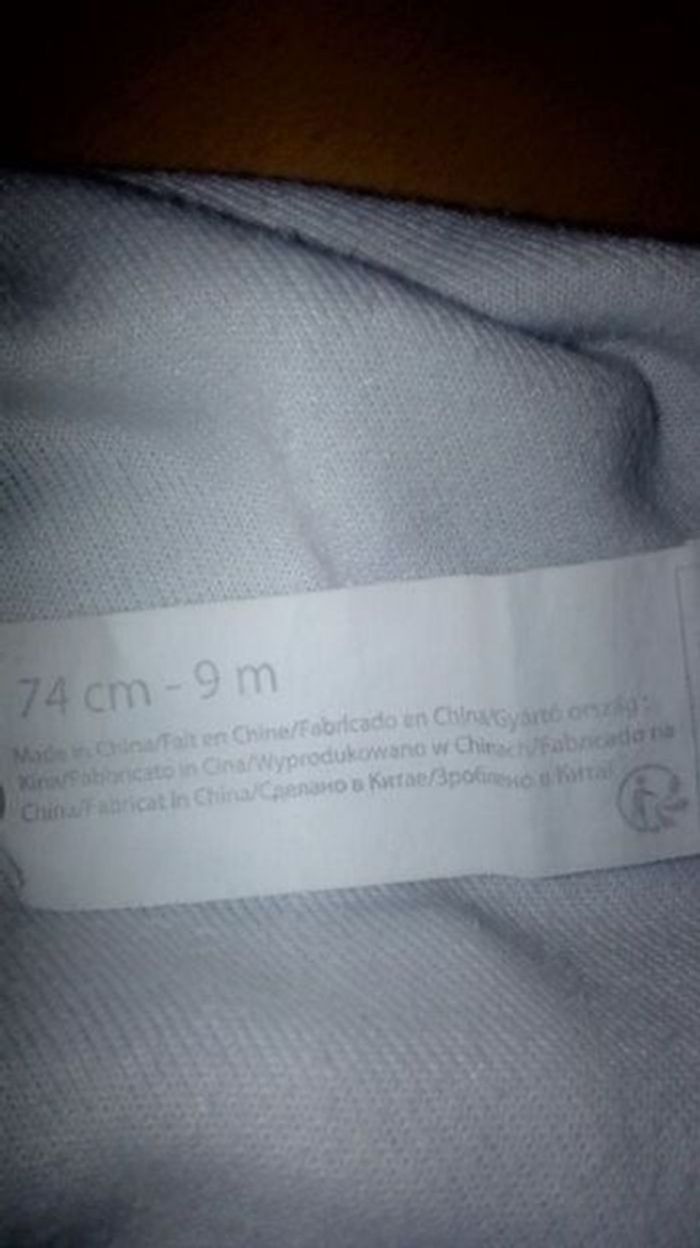 74 cm - 9 m
Made in China/Fait en Chine/Fabricado en China/Gyártó ország:
Kína/Fabbricato in Cina/Wyprodukowano w Chinach/Fabricado na
China/Fabricat în China/Сделано в Китае/Зроблено в Китаї